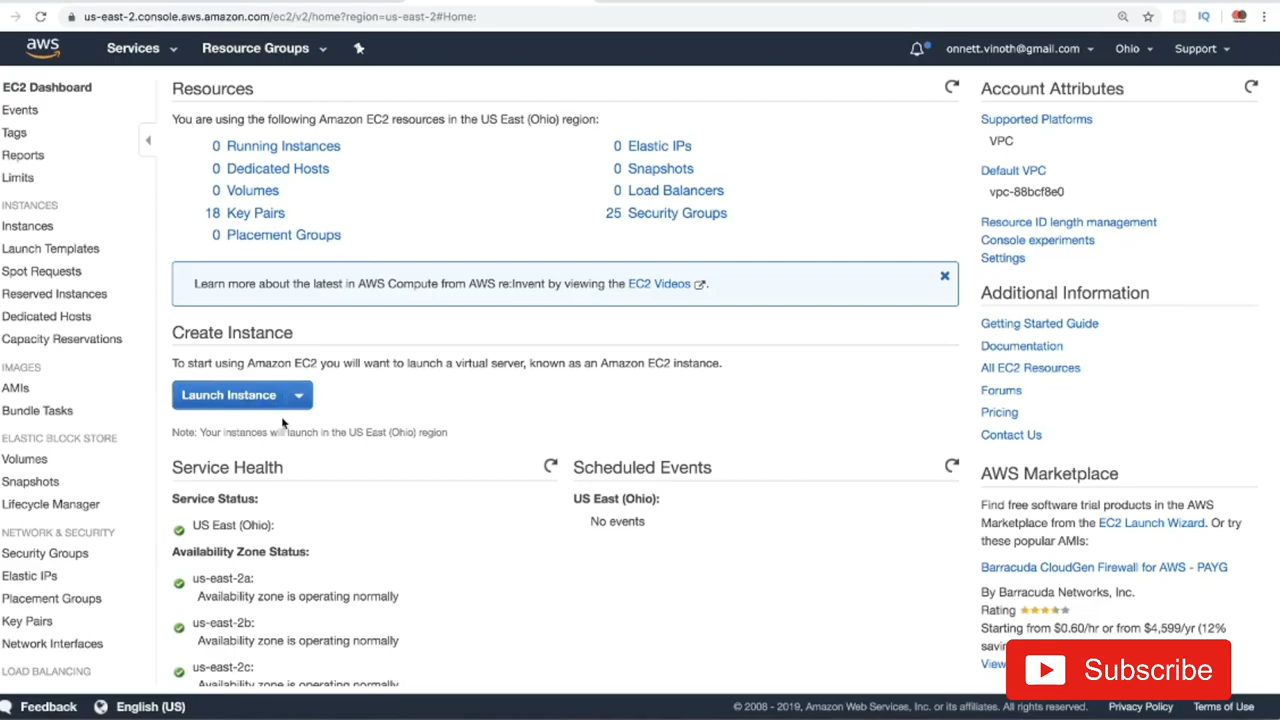 us-east-2.console.aws.amazon.com/ec2/v2/home?region=us-east-2#Home:
IQ
aws
Services
Resource Groups
onnett.vinoth@gmail.com
Ohio
Support
EC2 Dashboard
Events
Tags
Reports
Limits
INSTANCES
Instances
Launch Templates
Spot Requests
Reserved Instances
Dedicated Hosts
Capacity Reservations
IMAGES
AMIs
Bundle Tasks
ELASTIC BLOCK STORE
Volumes
Snapshots
Lifecycle Manager
NETWORK & SECURITY
Security Groups
Elastic IPs
Placement Groups
Key Pairs
Network Interfaces
LOAD BALANCING
Resources
You are using the following Amazon EC2 resources in the US East (Ohio) region:
0 Running Instances
0 Elastic IPs
0 Dedicated Hosts
0 Snapshots
0 Volumes
0 Load Balancers
18 Key Pairs
25 Security Groups
0 Placement Groups
Learn more about the latest in AWS Compute from AWS re:Invent by viewing the EC2 Videos .
Create Instance
To start using Amazon EC2 you will want to launch a virtual server, known as an Amazon EC2 instance.
Launch Instance
Note: Your instances will launch in the US East (Ohio) region
Service Health
Service Status:
US East (Ohio):
Availability Zone Status:
us-east-2a:
Availability zone is operating normally
us-east-2b:
Availability zone is operating normally
us-east-2c:
Availability zone is operating normally
Scheduled Events
US East (Ohio):
No events
Account Attributes
Supported Platforms
VPC
Default VPC
vpc-88bcf8e0
Resource ID length management
Console experiments
Settings
Additional Information
Getting Started Guide
Documentation
All EC2 Resources
Forums
Pricing
Contact Us
AWS Marketplace
Find free software trial products in the AWS
Marketplace from the EC2 Launch Wizard. Or try
these popular AMIs:
Barracuda CloudGen Firewall for AWS - PAYG
By Barracuda Networks, Inc.
Rating
Starting from $0.60/hr or from $4,599/yr (12%
Subscribe
Feedback
English (US)
© 2008 - 2019, Amazon Web Services, Inc. or its affiliates. All rights reserved.
Privacy Policy
Terms of Use